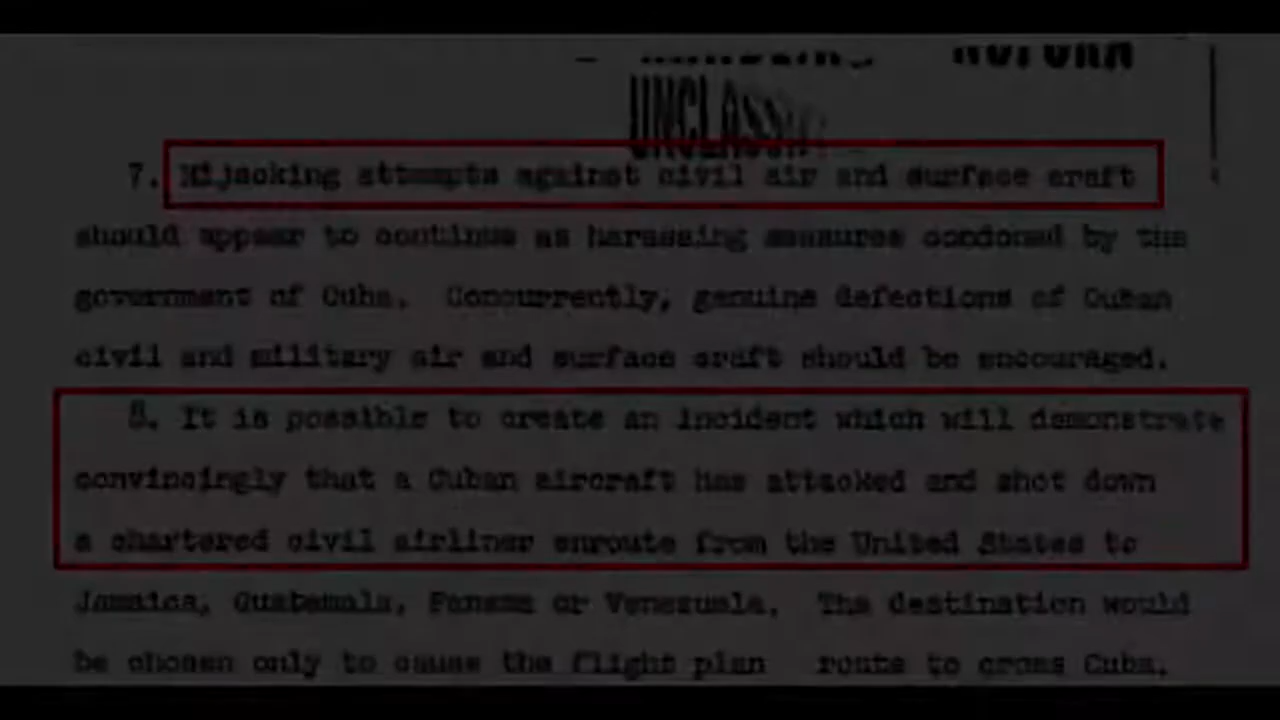 NOFORN
UNCLASSI
7. Hijacking attempts against civil air and surface craft
should appear to continue as harassing measures condoned by the
government of Cuba. Concurrently, genuine defections of Cuban
civil and military air and surface craft should be encouraged.
8. It is possible to create an incident which will demonstrate
convincingly that a Cuban aircraft has attacked and shot down
a chartered civil airliner enroute from the United States to
Jamaica, Guatemala, Panama or Venezuela. The destination would
be chosen only to cause the flight plan route to cross Cuba.